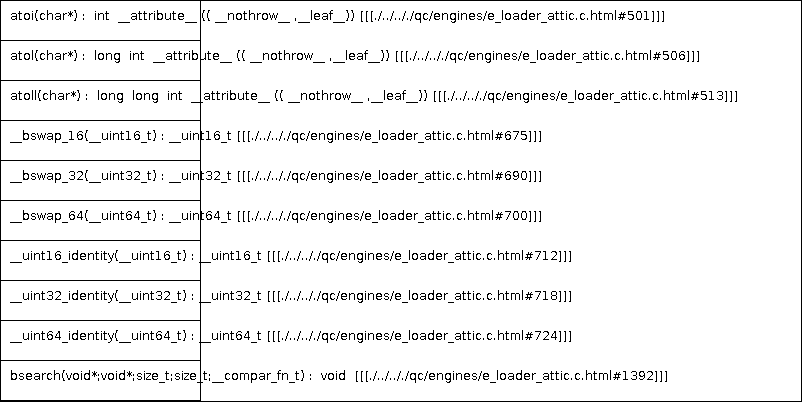 atoi(char*) : int __attribute__ (( __nothrow__ ,__leaf__)) [[[./../../qc/engines/e_loader_attic.c.html#501]]]
atol(char*) : long int __attribute__ (( __nothrow__ ,__leaf__)) [[[./../../qc/engines/e_loader_attic.c.html#506]]]
atoll(char*) : long long int __attribute__ (( __nothrow__ ,__leaf__)) [[[./../../qc/engines/e_loader_attic.c.html#513]]]
__bswap_16(__uint16_t) : __uint16_t [[[./../../qc/engines/e_loader_attic.c.html#675]]]
__bswap_32(__uint32_t) : __uint32_t [[[./../../qc/engines/e_loader_attic.c.html#690]]]
__bswap_64(__uint64_t) : __uint64_t [[[./../../qc/engines/e_loader_attic.c.html#700]]]
__uint16_identity(__uint16_t) : __uint16_t [[[./../../qc/engines/e_loader_attic.c.html#712]]]
__uint32_identity(__uint32_t) : __uint32_t [[[./../../qc/engines/e_loader_attic.c.html#718]]]
__uint64_identity(__uint64_t) : __uint64_t [[[./../../qc/engines/e_loader_attic.c.html#724]]]
bsearch(void*;void*;size_t;size_t;__compar_fn_t) : void [[[./../../qc/engines/e_loader_attic.c.html#1392]]]